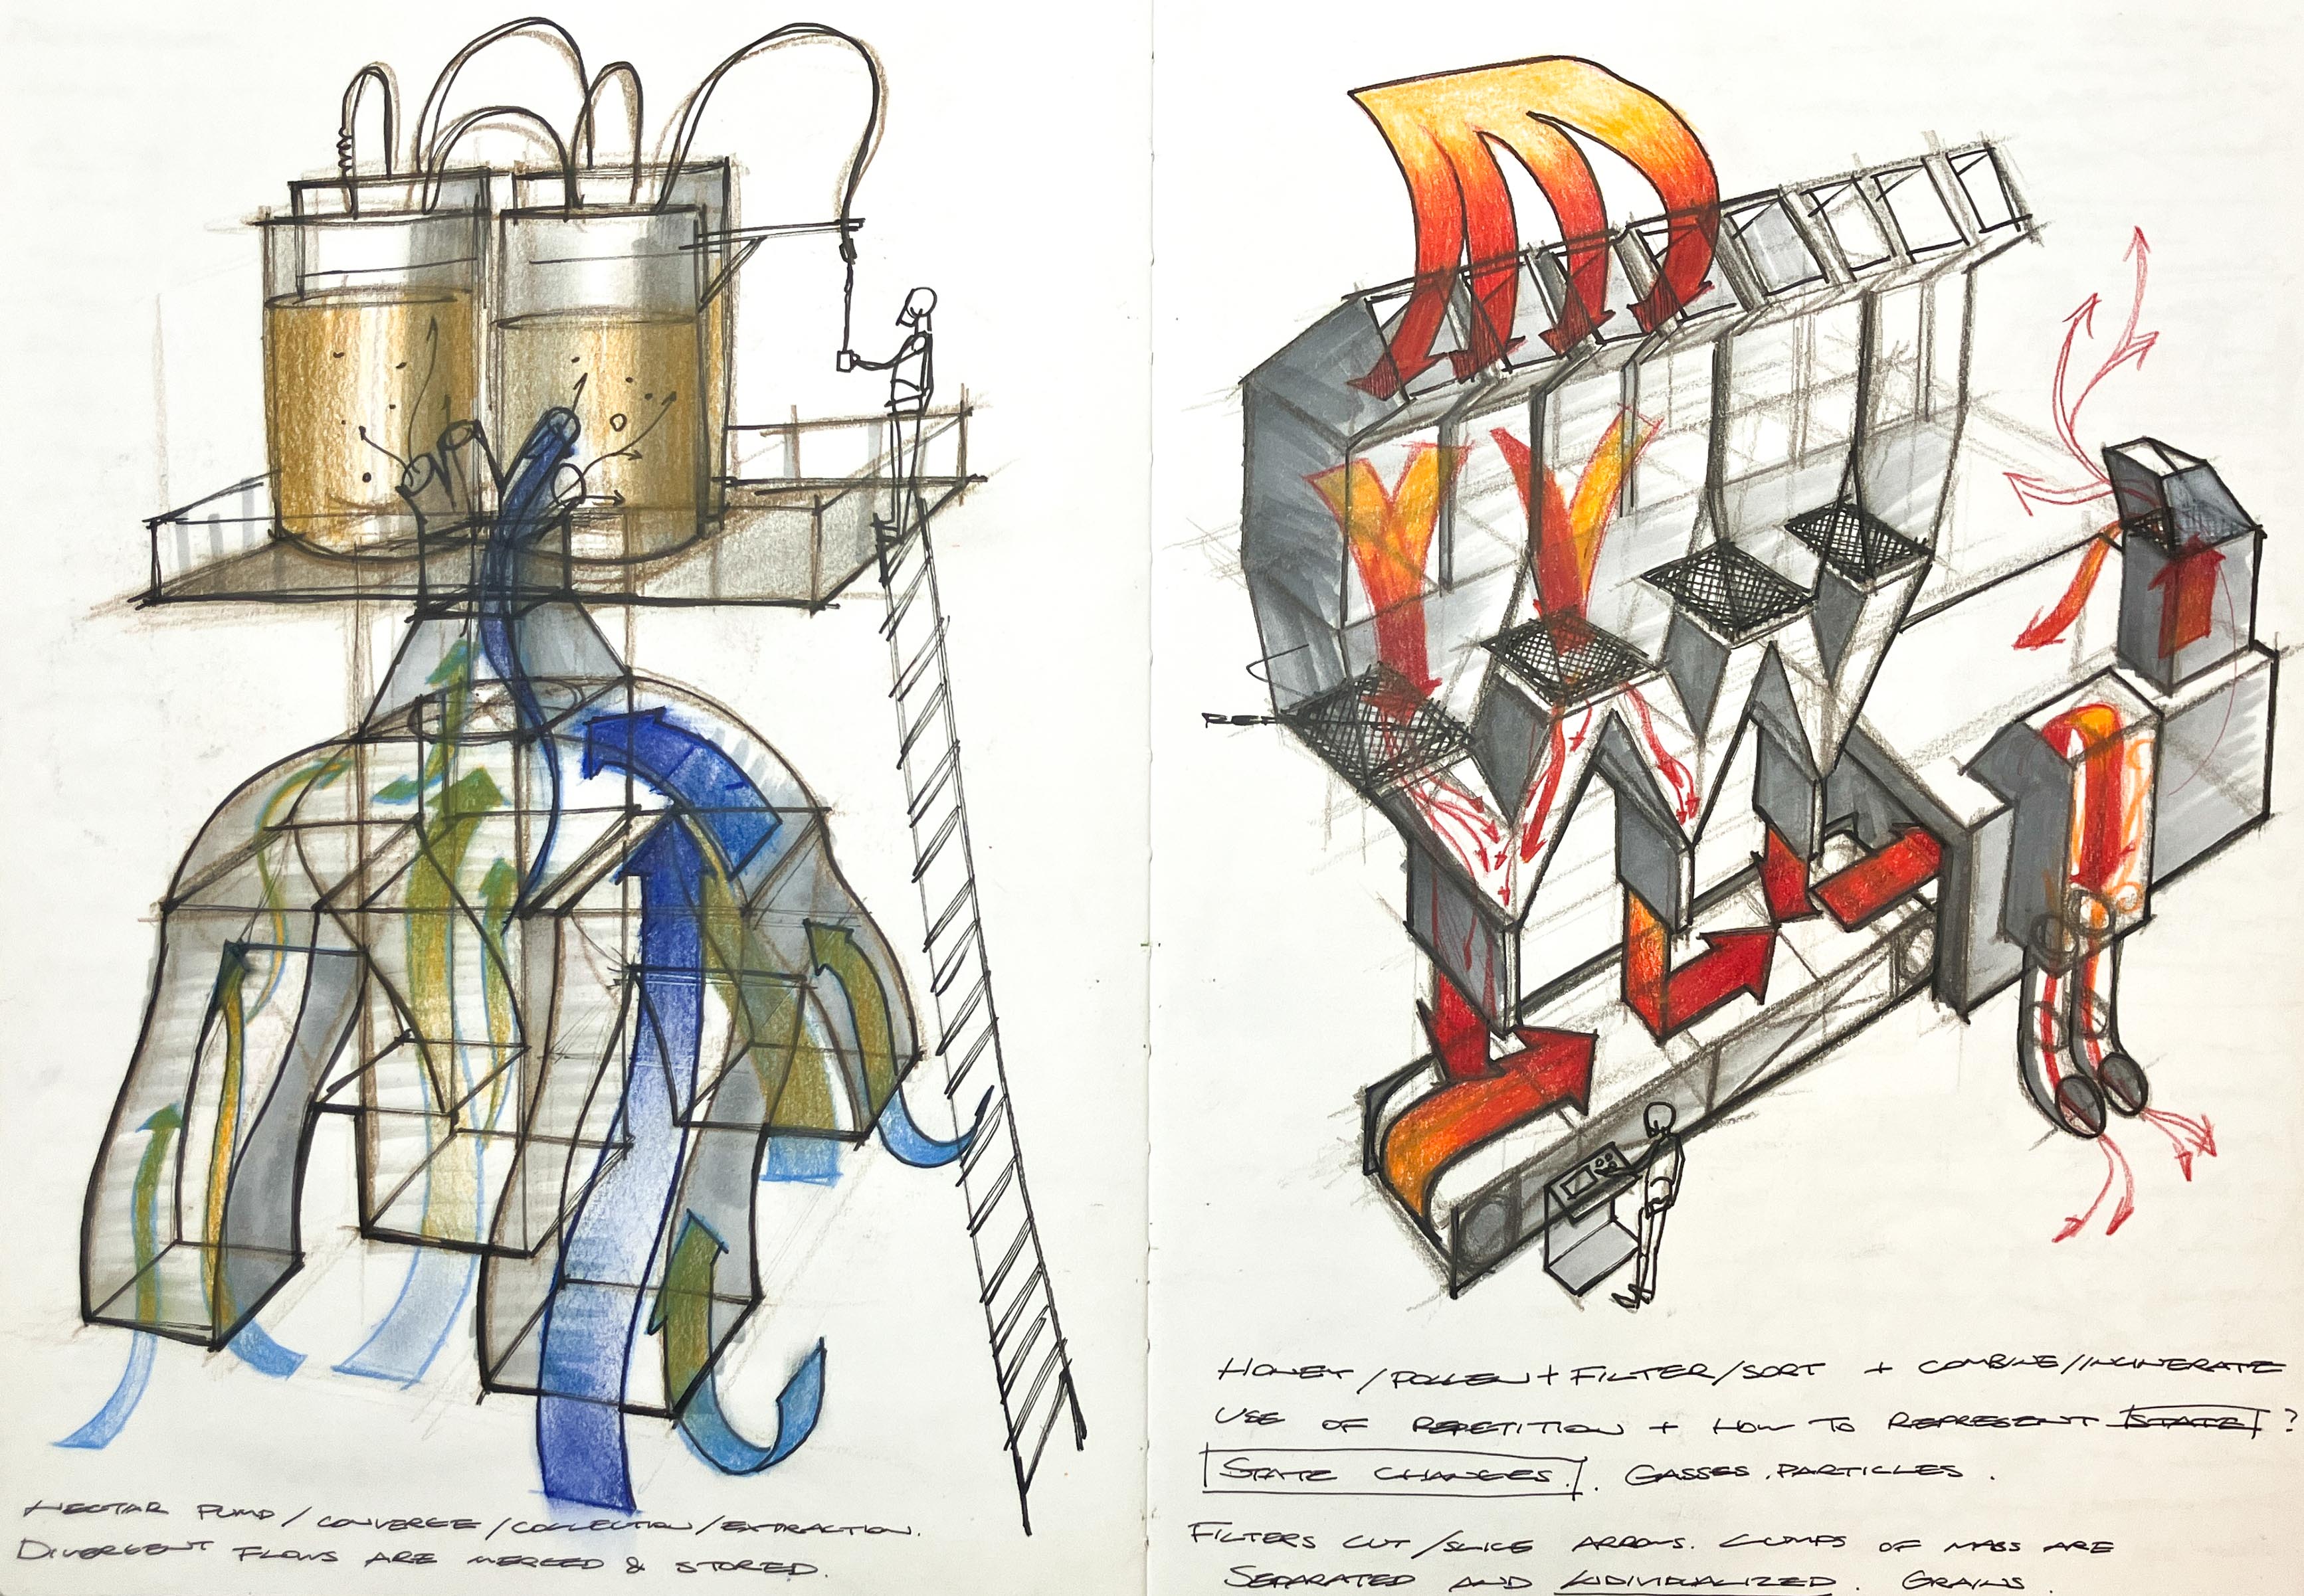 NECTAR PUMP / CONVERGE / COLLECTION / EXTRACTION.
DIVERGENT FLOWS ARE MERGED & STORED.
HONEY / POLLEN + FILTER / SORT + COMBINE / INCINERATE
USE OF REPETITION + HOW TO REPRESENT STATE ?
STATE CHANGES. GASSES. PARTICLES.
FILTERS CUT / SLICE ARROWS. LUMPS OF MASS ARE
SEPARATED AND INDIVIDUALIZED. GRAINS.